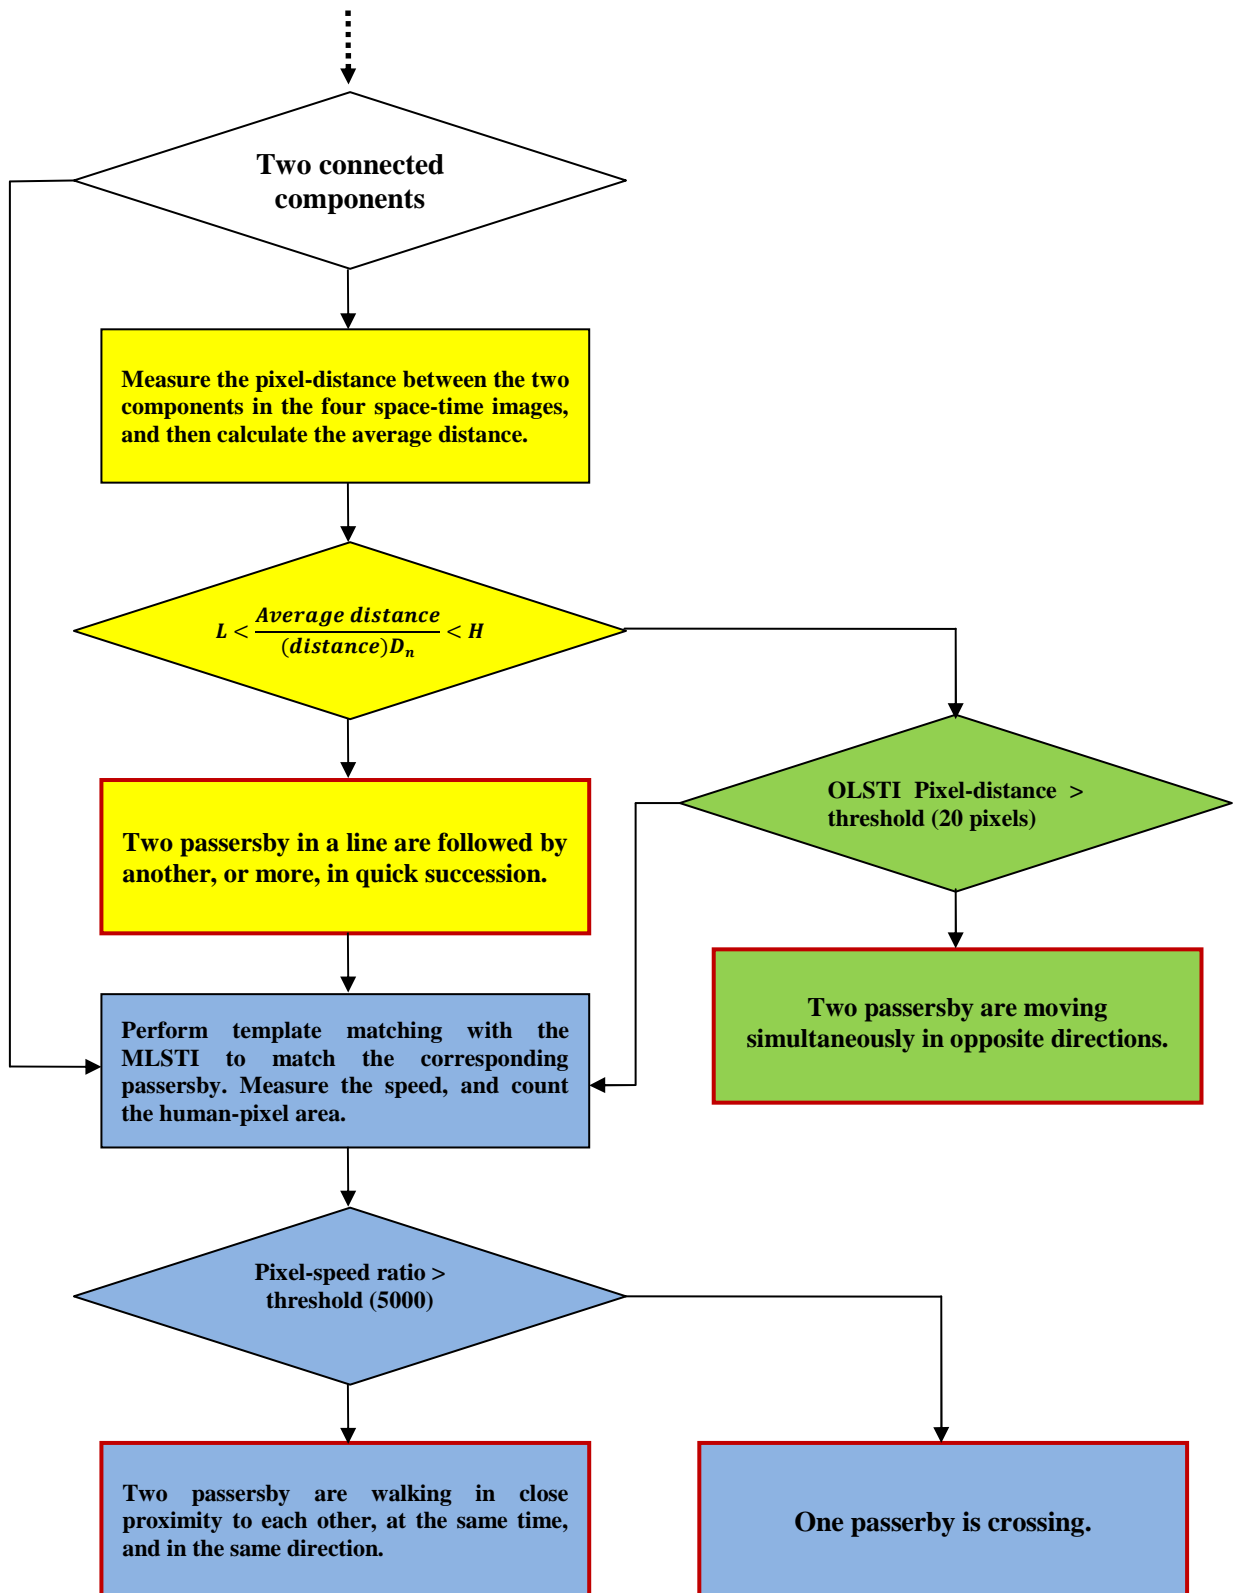 Two connected
components
Measure the pixel-distance between the two
components in the four space-time images,
and then calculate the average distance.
L < Average distance / (distance)Dₙ < H
OLSTI Pixel-distance >
threshold (20 pixels)
Two passersby in a line are followed by
another, or more, in quick succession.
Two passersby are moving
simultaneously in opposite directions.
Perform template matching with the
MLSTI to match the corresponding
passersby. Measure the speed, and count
the human-pixel area.
Pixel-speed ratio >
threshold (5000)
Two passersby are walking in close
proximity to each other, at the same time,
and in the same direction.
One passerby is crossing.